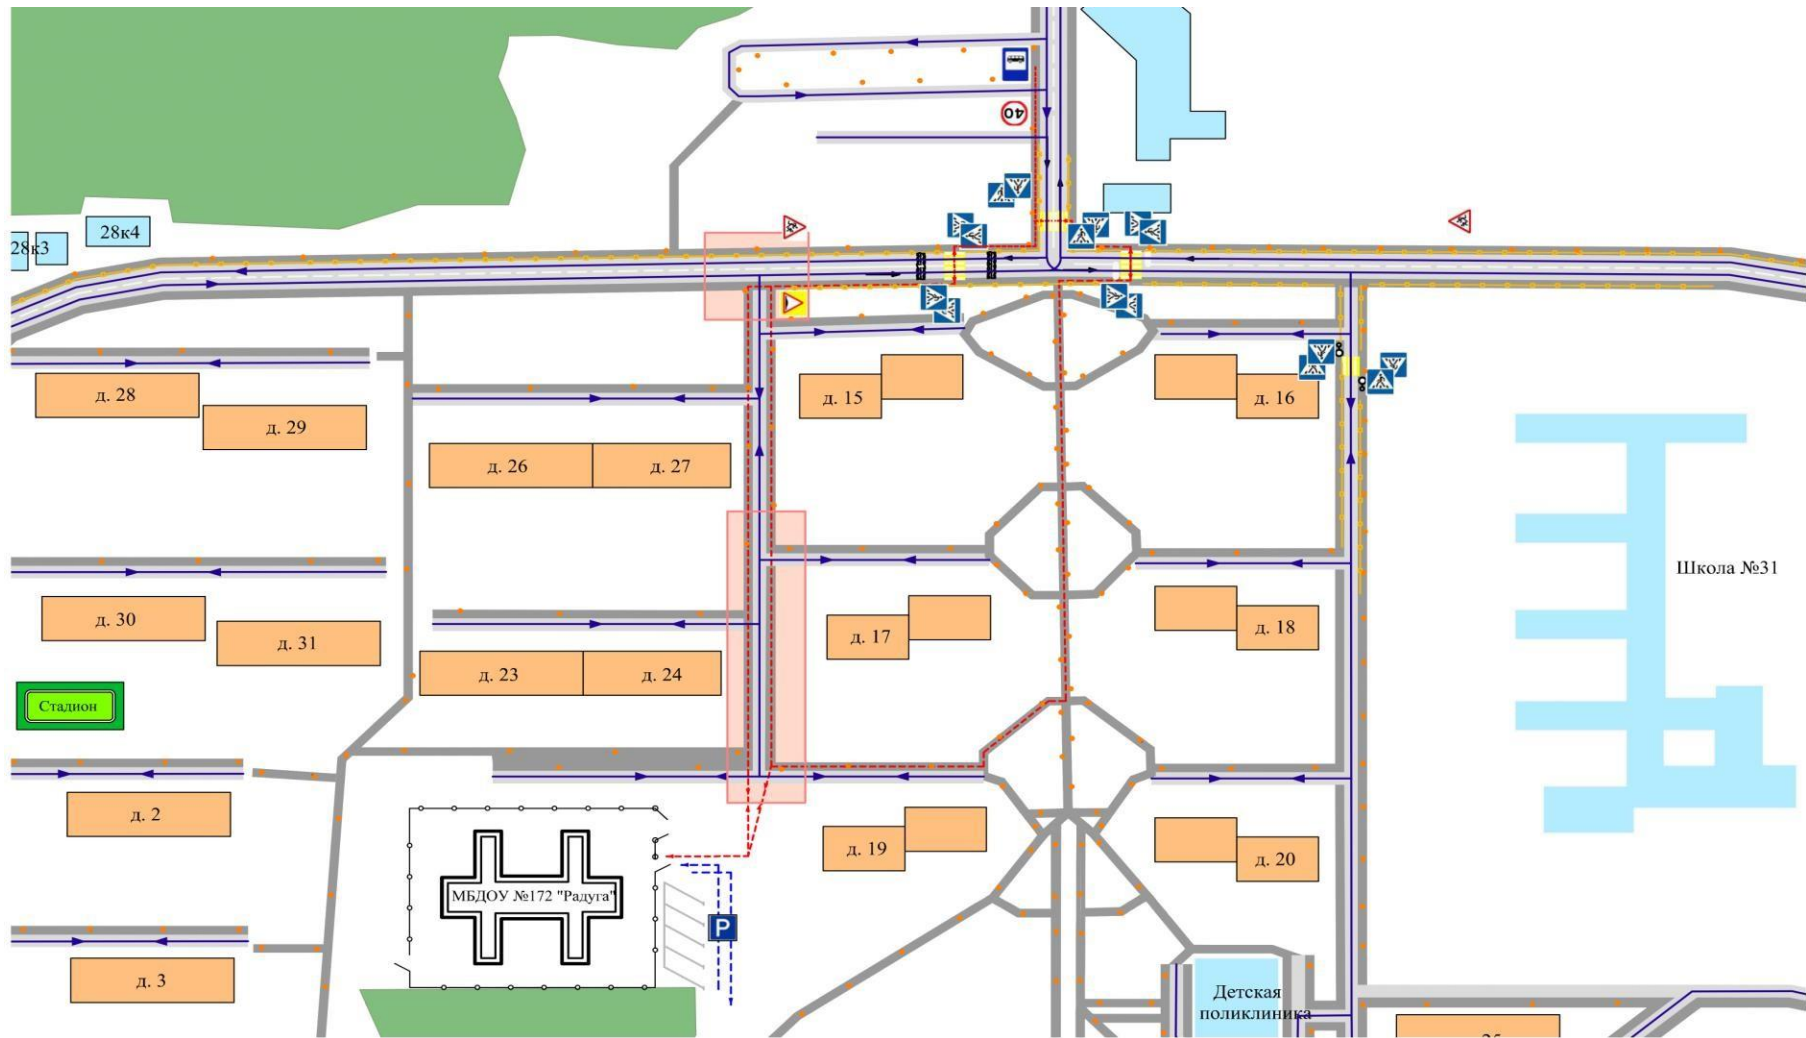 40
28к3
28к4
д. 28
д. 29
д. 15
д. 16
д. 26
д. 27
Школа №31
д. 30
д. 31
д. 17
д. 18
д. 23
д. 24
Стадион
д. 2
д. 19
д. 20
МБДОУ №172 "Радуга"
P
д. 3
Детская
поликлиника